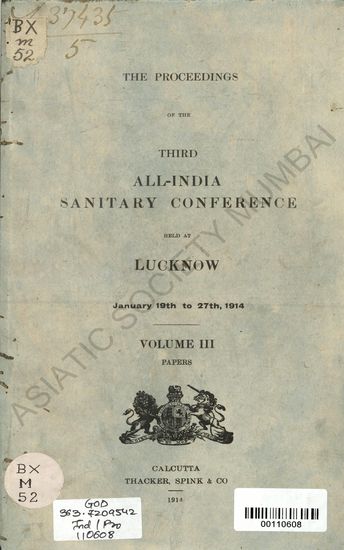 37435
5
BX
m
52
THE PROCEEDINGS
OF THE
THIRD
ALL-INDIA
SANITARY CONFERENCE
HELD AT
LUCKNOW
January 19th to 27th, 1914
VOLUME III
PAPERS
CALCUTTA
THACKER, SPINK & CO
1914
BX
M
52
GOD
363.7209542
Ind/Pro
110608
00110608
ASIATIC SOCIETY MUMBAI